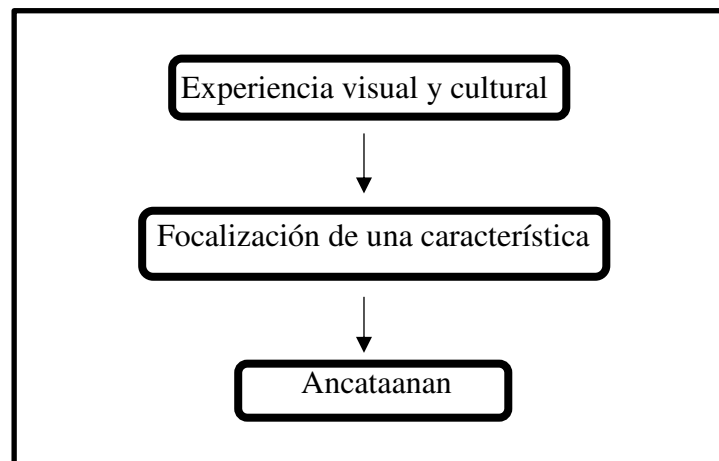 Experiencia visual y cultural
Focalización de una característica
Ancataanan